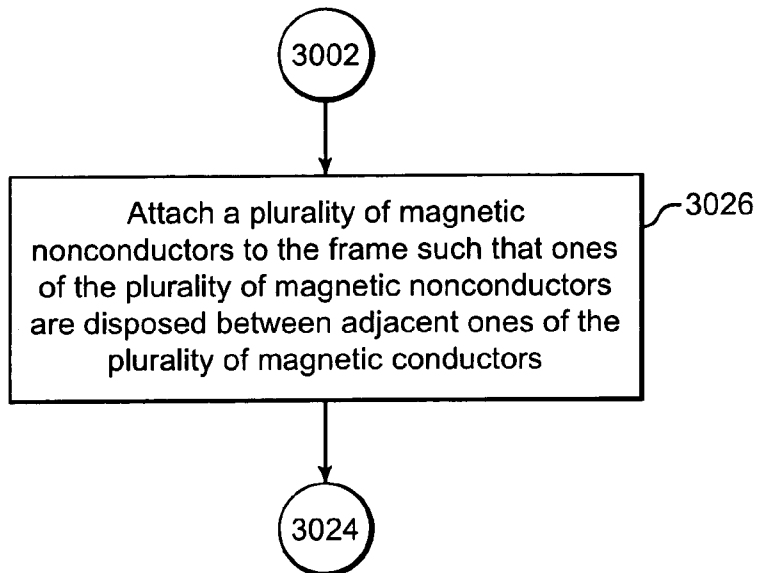 3002
Attach a plurality of magnetic
nonconductors to the frame such that ones
of the plurality of magnetic nonconductors
are disposed between adjacent ones of the
plurality of magnetic conductors
3026
3024